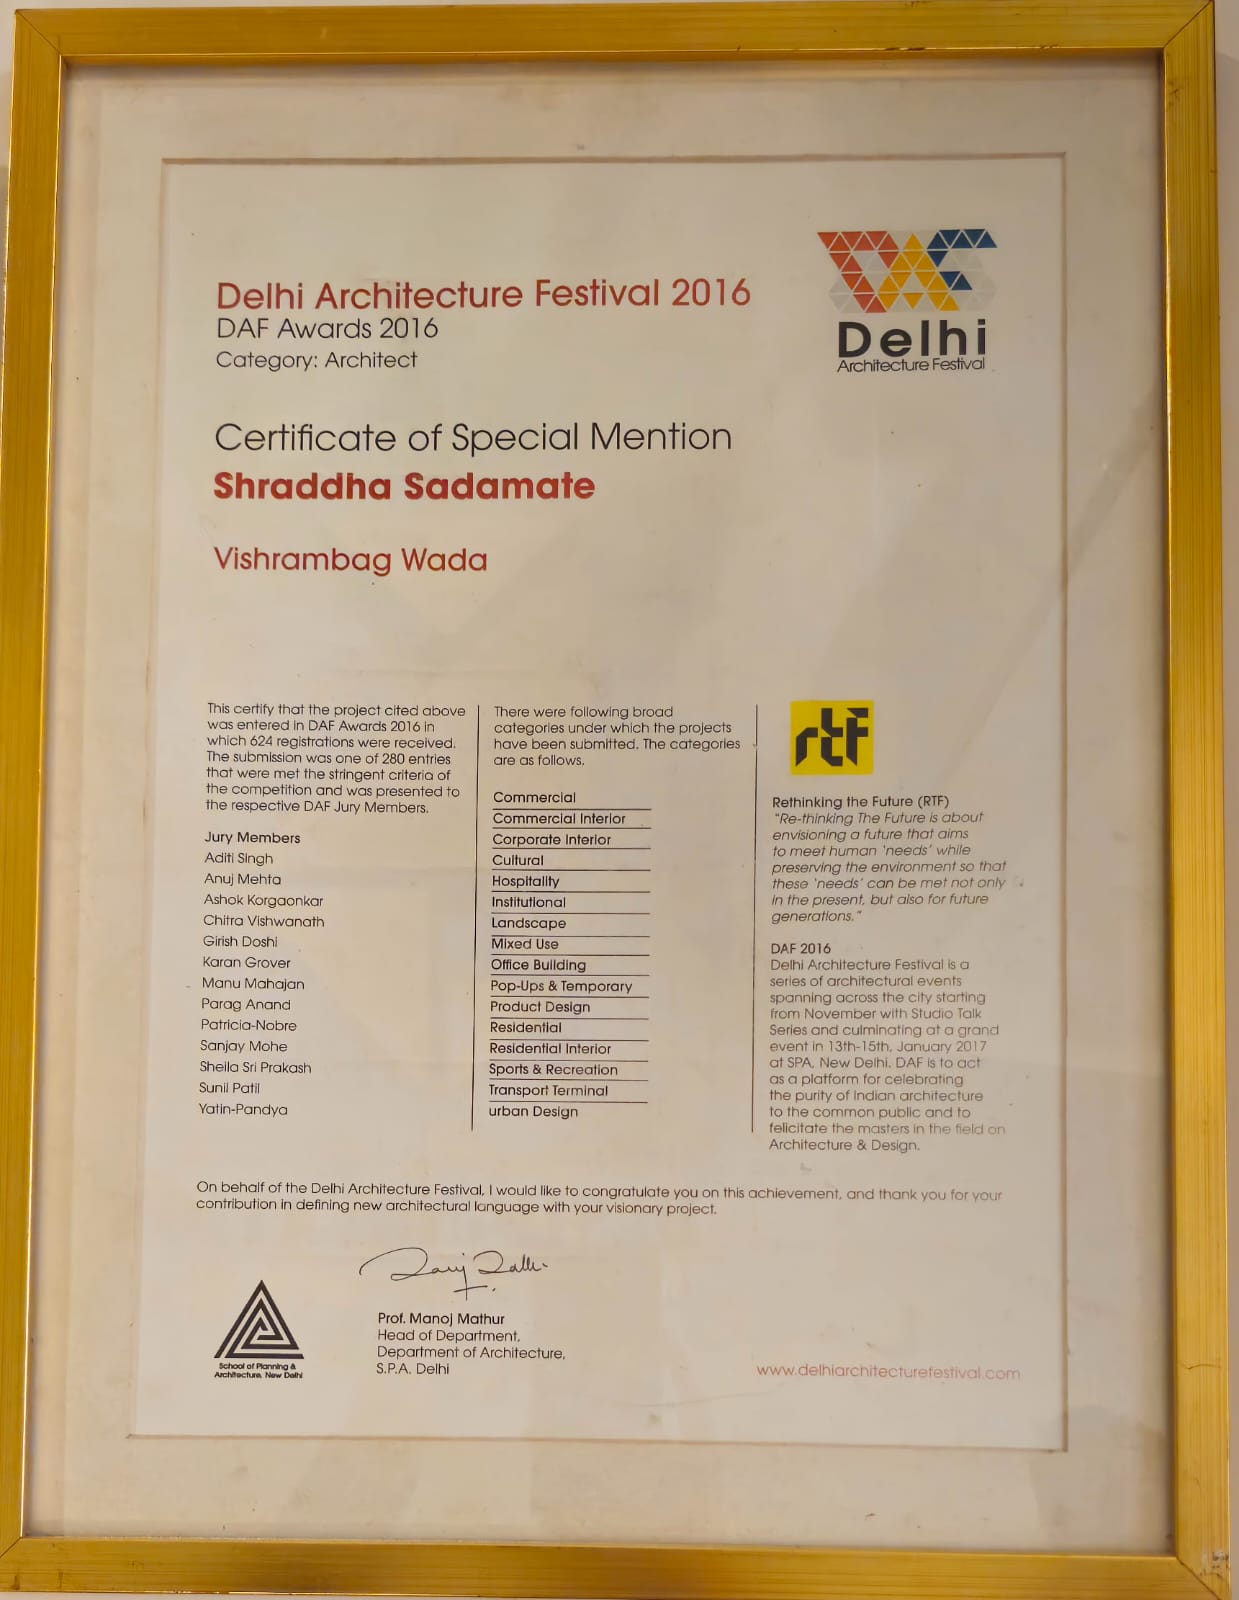 Delhi Architecture Festival 2016
DAF Awards 2016
Category: Architect
Delhi
Architecture Festival
Certificate of Special Mention
Shraddha Sadamate
Vishrambag Wada
This certify that the project cited above
was entered in DAF Awards 2016 in
which 624 registrations were received.
The submission was one of 280 entries
that were met the stringent criteria of
the competition and was presented to
the respective DAF Jury Members.
Jury Members
Aditi Singh
Anuj Mehta
Ashok Korgaonkar
Chitra Vishwanath
Girish Doshi
Karan Grover
Manu Mahajan
Parag Anand
Patricia-Nobre
Sanjay Mohe
Sheila Sri Prakash
Sunil Patil
Yatin-Pandya
There were following broad
categories under which the projects
have been submitted. The categories
are as follows.
Commercial
Commercial Interior
Corporate Interior
Cultural
Hospitality
Institutional
Landscape
Mixed Use
Office Building
Pop-Ups & Temporary
Product Design
Residential
Residential Interior
Sports & Recreation
Transport Terminal
urban Design
rtf
Rethinking the Future (RTF)
"Re-thinking The Future is about
envisioning a future that aims
to meet human 'needs' while
preserving the environment so that
these 'needs' can be met not only
in the present, but also for future
generations."
DAF 2016
Delhi Architecture Festival is a
series of architectural events
spanning across the city starting
from November with Studio Talk
Series and culminating at a grand
event in 13th-15th, January 2017
at SPA, New Delhi. DAF is to act
as a platform for celebrating
the purity of Indian architecture
to the common public and to
felicitate the masters in the field on
Architecture & Design.
On behalf of the Delhi Architecture Festival, I would like to congratulate you on this achievement, and thank you for your
contribution in defining new architectural language with your visionary project.
School of Planning &
Architecture, New Delhi
Prof. Manoj Mathur
Head of Department,
Department of Architecture,
S.P.A. Delhi
www.delhiarchitecturefestival.com